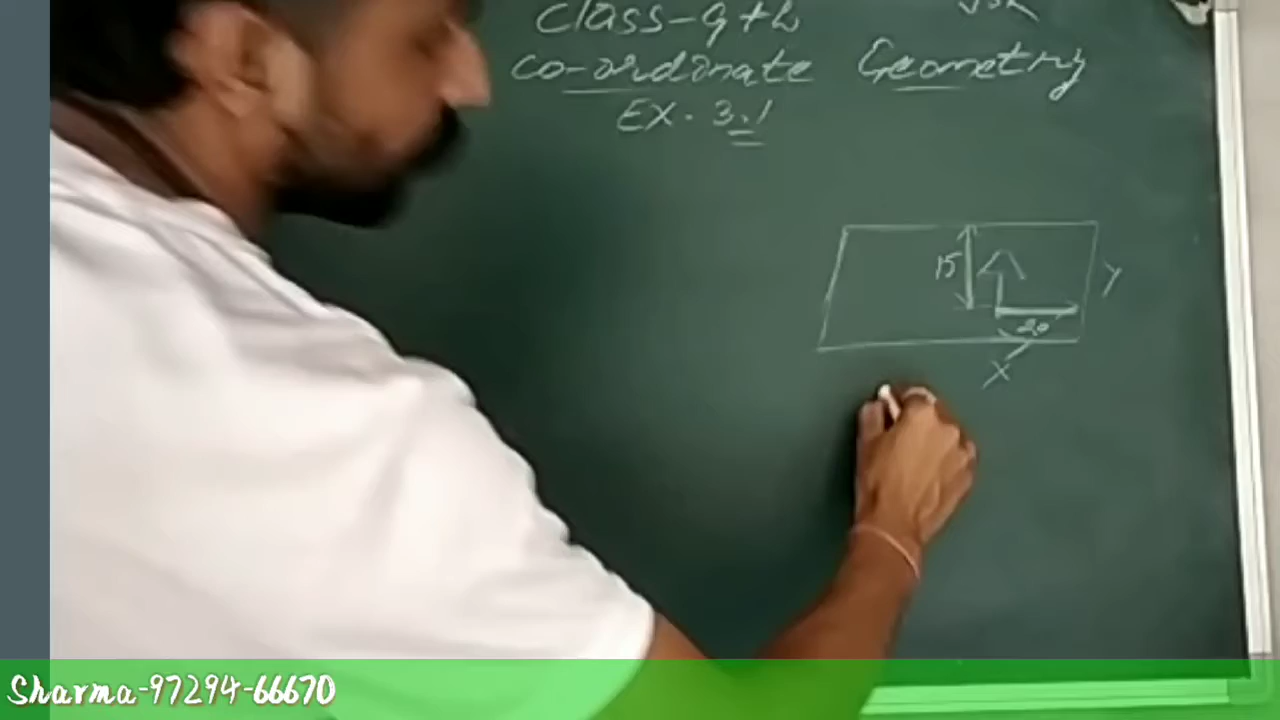 Class-9th
Co-ordinate Geometry
EX. 3.1
15
Y
20
X
Sharma-97294-66670